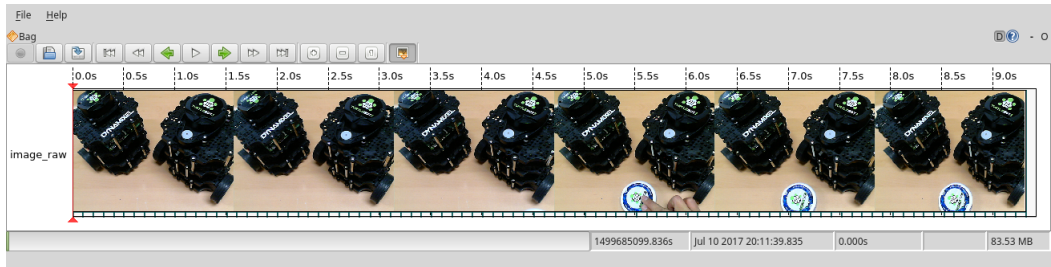 File Help
Bag
D ? - O
0.0s 0.5s 1.0s 1.5s 2.0s 2.5s 3.0s 3.5s 4.0s 4.5s 5.0s 5.5s 6.0s 6.5s 7.0s 7.5s 8.0s 8.5s 9.0s
DYNAMIXEL DYNAMIXEL DYNAMIXEL DYNAMIXEL DYNAMIXEL DYNAMIXEL
image_raw
1499685099.836s Jul 10 2017 20:11:39.835 0.000s 83.53 MB